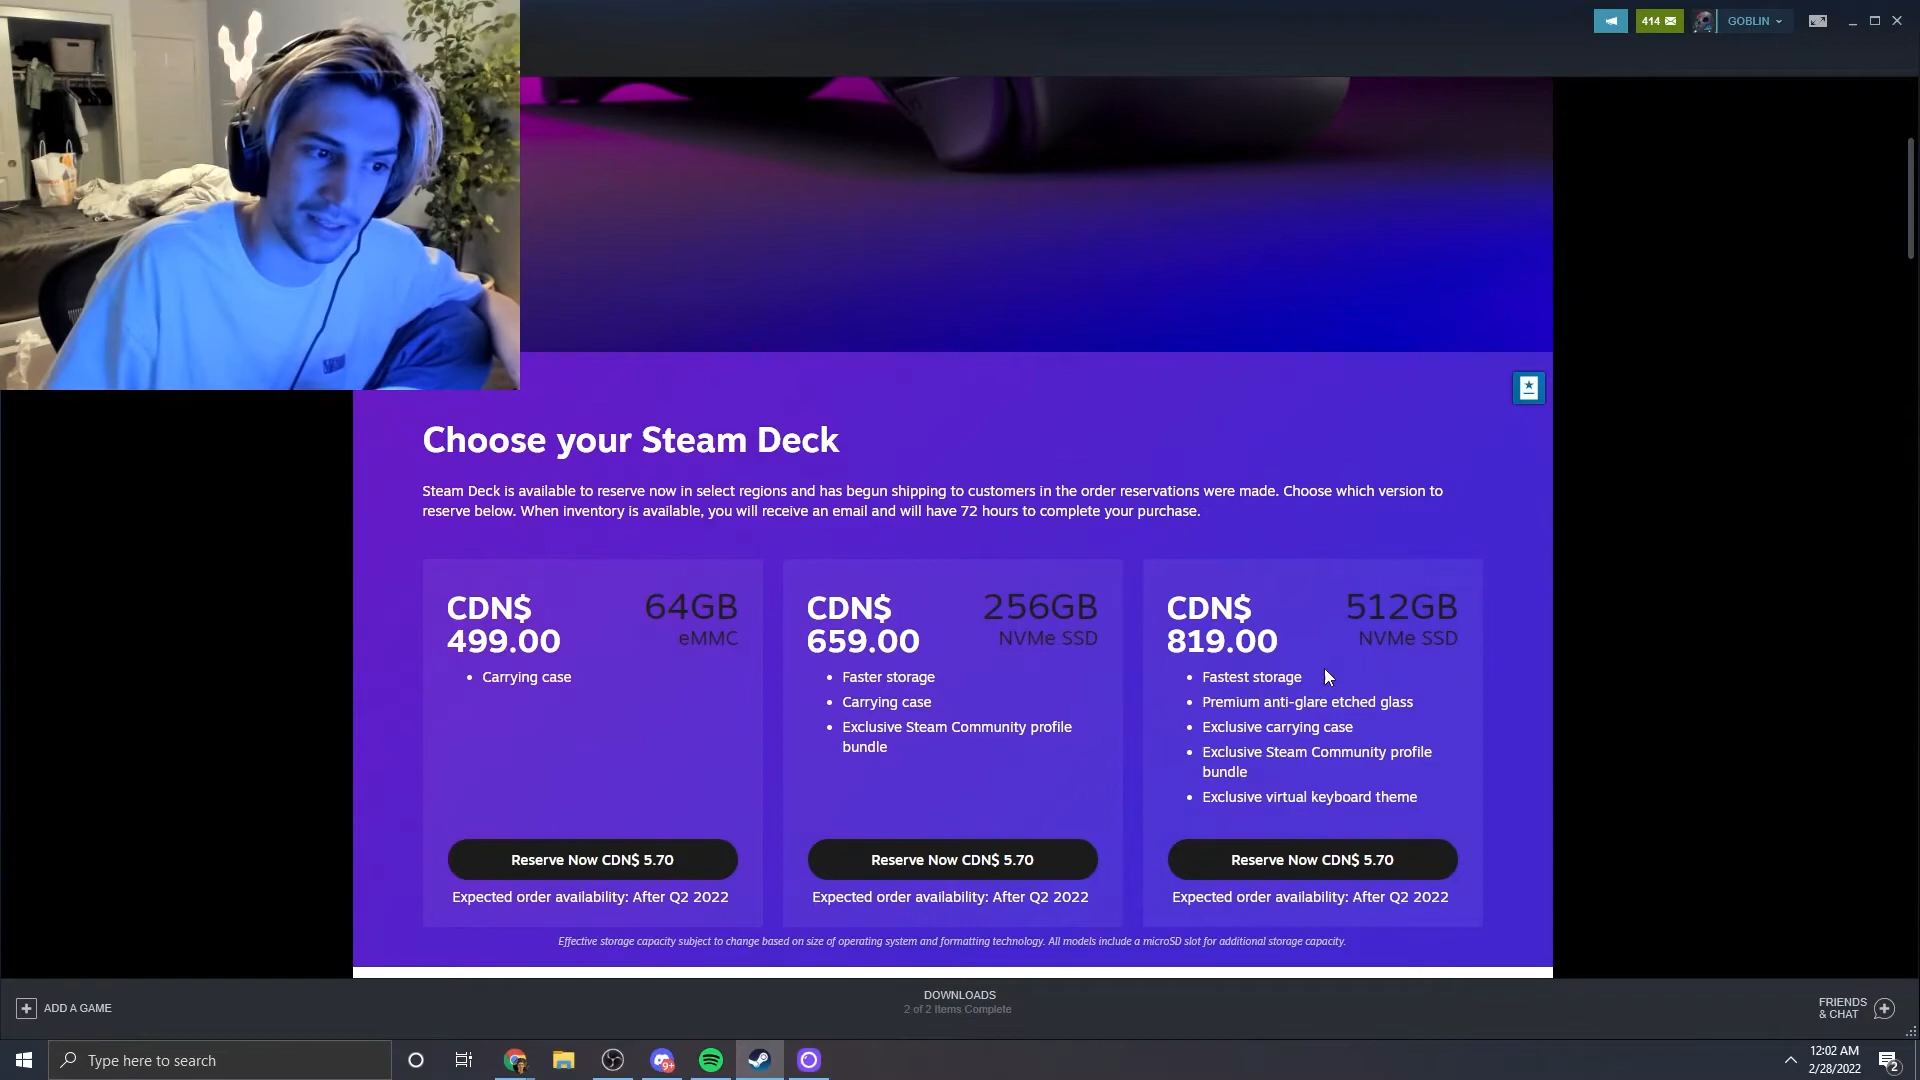 414
GOBLIN
Choose your Steam Deck
Steam Deck is available to reserve now in select regions and has begun shipping to customers in the order reservations were made. Choose which version to
reserve below. When inventory is available, you will receive an email and will have 72 hours to complete your purchase.
CDN$
499.00
64GB
eMMC
Carrying case
Reserve Now CDN$ 5.70
Expected order availability: After Q2 2022
CDN$
659.00
256GB
NVMe SSD
Faster storage
Carrying case
Exclusive Steam Community profile
bundle
Reserve Now CDN$ 5.70
Expected order availability: After Q2 2022
CDN$
819.00
512GB
NVMe SSD
Fastest storage
Premium anti-glare etched glass
Exclusive carrying case
Exclusive Steam Community profile
bundle
Exclusive virtual keyboard theme
Reserve Now CDN$ 5.70
Expected order availability: After Q2 2022
Effective storage capacity subject to change based on size of operating system and formatting technology. All models include a microSD slot for additional storage capacity.
ADD A GAME
DOWNLOADS
2 of 2 Items Complete
FRIENDS
& CHAT
Type here to search
9+
12:02 AM
2/28/2022
2